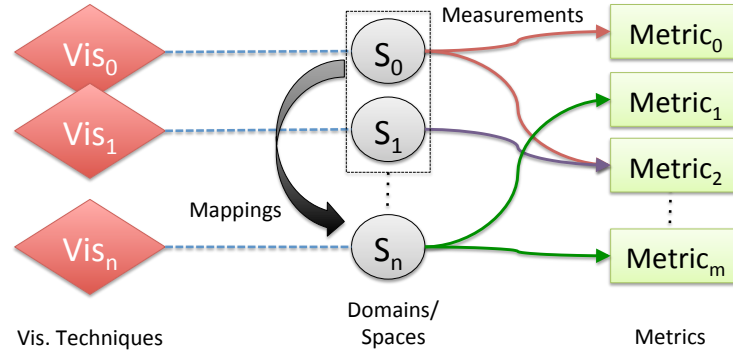 Measurements
Vis0
S0
Metric0
Vis1
S1
Metric1
Metric2
Mappings
Visn
Sn
Metricm
Vis. Techniques
Domains/
Spaces
Metrics